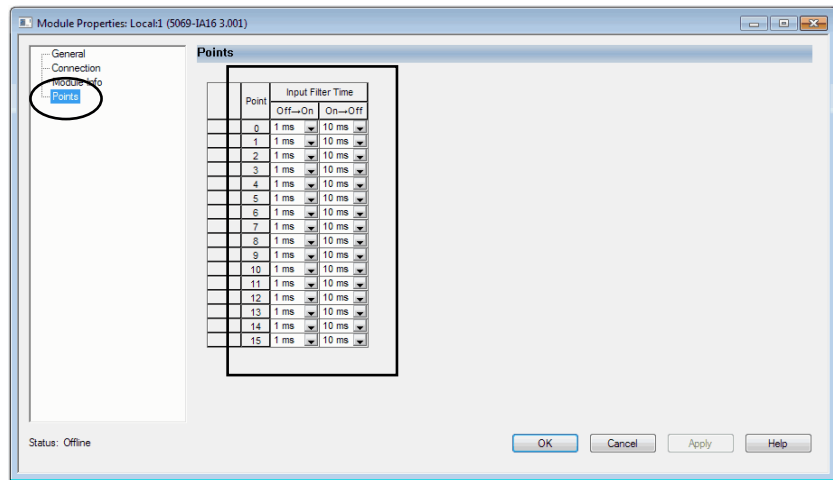 Module Properties: Local:1 (5069-IA16 3.001)
General
Connection
Module Info
Points
Points
Point Input Filter Time
Off→On On→Off
0 1 ms 10 ms
1 1 ms 10 ms
2 1 ms 10 ms
3 1 ms 10 ms
4 1 ms 10 ms
5 1 ms 10 ms
6 1 ms 10 ms
7 1 ms 10 ms
8 1 ms 10 ms
9 1 ms 10 ms
10 1 ms 10 ms
11 1 ms 10 ms
12 1 ms 10 ms
13 1 ms 10 ms
14 1 ms 10 ms
15 1 ms 10 ms
Status: Offline
OK Cancel Apply Help